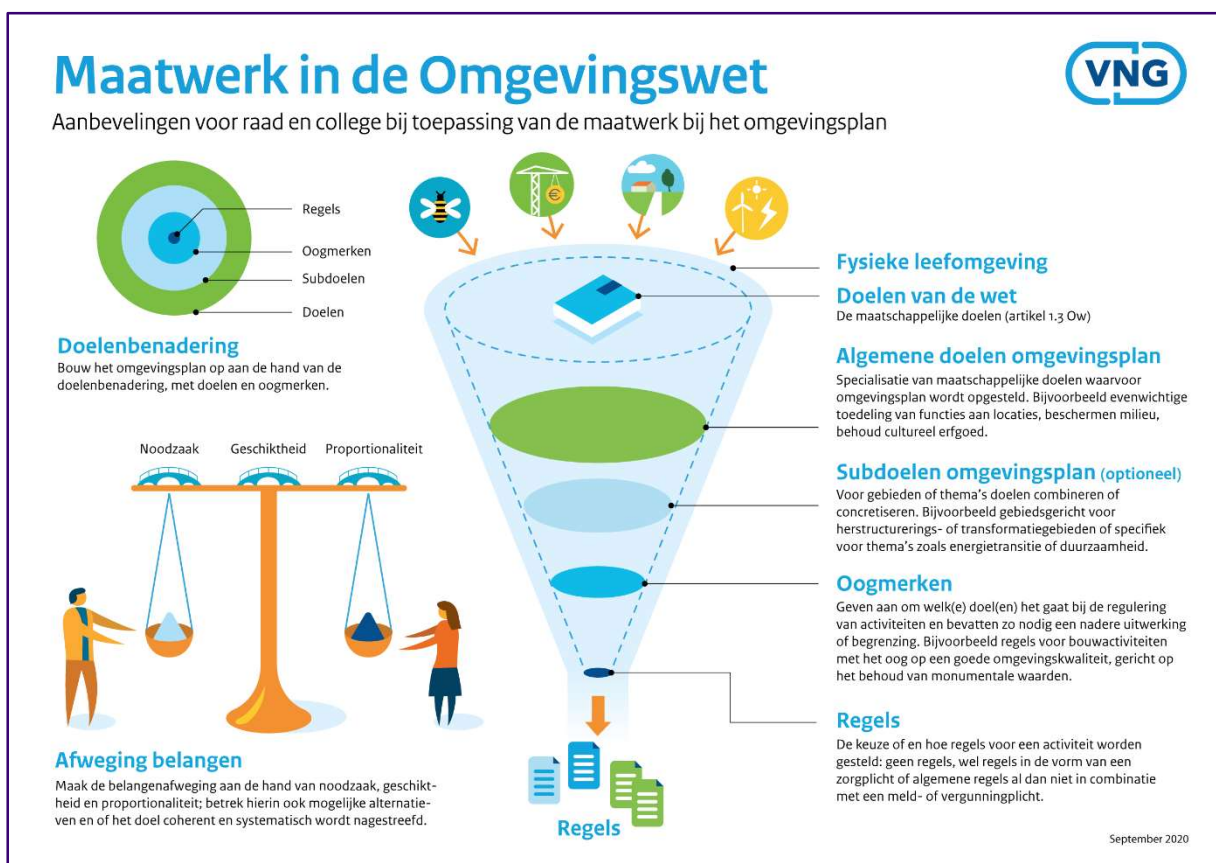 Maatwerk in de Omgevingswet
VNG
Aanbevelingen voor raad en college bij toepassing van de maatwerk bij het omgevingsplan
Regels
Oogmerken
Subdoelen
Doelen
Doelenbenadering
Bouw het omgevingsplan op aan de hand van de
doelenbenadering, met doelen en oogmerken.
Noodzaak
Geschiktheid
Proportionaliteit
Afweging belangen
Maak de belangenafweging aan de hand van noodzaak, geschikt-
heid en proportionaliteit; betrek hierin ook mogelijke alternatie-
ven en of het doel coherent en systematisch wordt nagestreefd.
€
Regels
Fysieke leefomgeving
Doelen van de wet
De maatschappelijke doelen (artikel 1.3 Ow)
Algemene doelen omgevingsplan
Specialisatie van maatschappelijke doelen waarvoor
omgevingsplan wordt opgesteld. Bijvoorbeeld evenwichtige
toedeling van functies aan locaties, beschermen milieu,
behoud cultureel erfgoed.
Subdoelen omgevingsplan (optioneel)
Voor gebieden of thema's doelen combineren of
concretiseren. Bijvoorbeeld gebiedsgericht voor
herstructurerings- of transformatiegebieden of specifiek
voor thema's zoals energietransitie of duurzaamheid.
Oogmerken
Geven aan om welk(e) doel(en) het gaat bij de regulering
van activiteiten en bevatten zo nodig een nadere uitwerking
of begrenzing. Bijvoorbeeld regels voor bouwactiviteiten
met het oog op een goede omgevingskwaliteit, gericht op
het behoud van monumentale waarden.
Regels
De keuze of en hoe regels voor een activiteit worden
gesteld: geen regels, wel regels in de vorm van een
zorgplicht of algemene regels al dan niet in combinatie
met een meld- of vergunningplicht.
September 2020